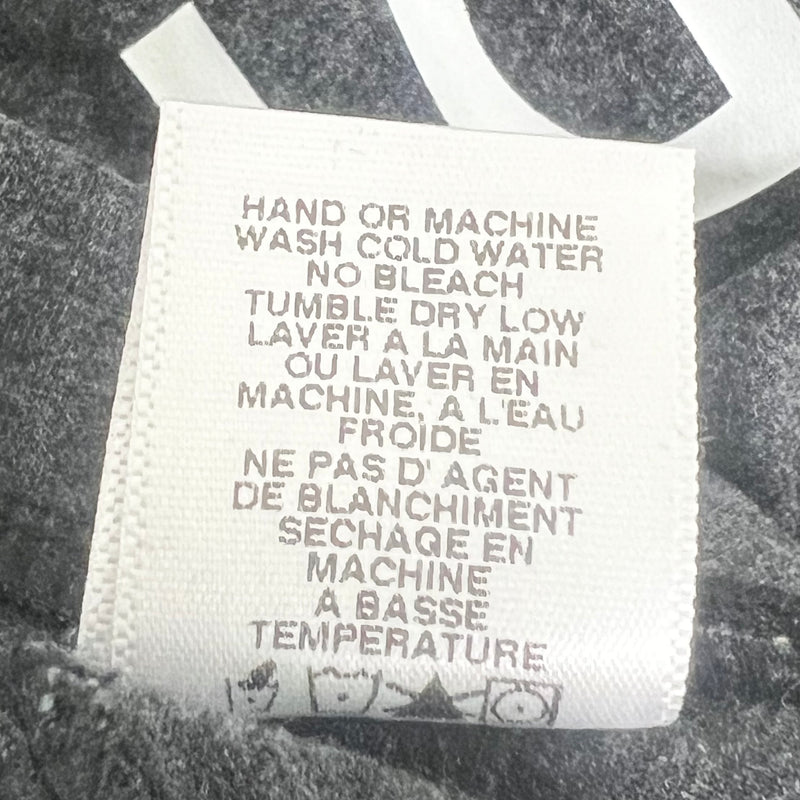 HAND OR MACHINE
WASH COLD WATER
NO BLEACH
TUMBLE DRY LOW
LAVER A LA MAIN
OU LAVER EN
MACHINE, A L'EAU
FROIDE
NE PAS D'AGENT
DE BLANCHIMENT
SECHAGE EN
MACHINE
A BASSE
TEMPERATURE